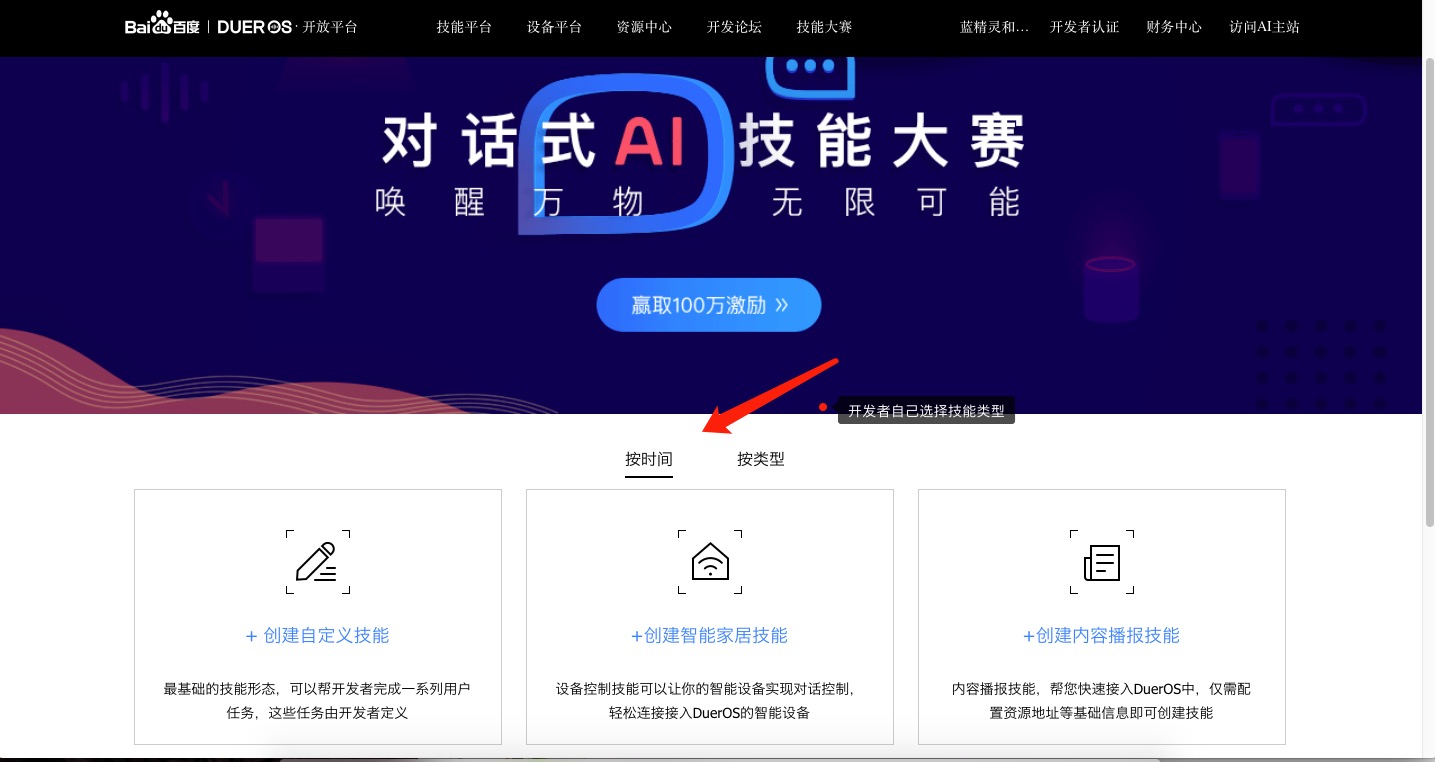 Bai du 百度 | DUEROS · 开放平台 技能平台 设备平台 资源中心 开发论坛 技能大赛 蓝精灵和... 开发者认证 财务中心 访问AI主站
对话式AI技能大赛
唤醒万物 无限可能
赢取100万激励 »
开发者自己选择技能类型
按时间 按类型
+ 创建自定义技能
最基础的技能形态，可以帮开发者完成一系列用户
任务，这些任务由开发者定义
+创建智能家居技能
设备控制技能可以让你的智能设备实现对话控制，
轻松连接接入DuerOS的智能设备
+创建内容播报技能
内容播报技能，帮您快速接入DuerOS中，仅需配
置资源地址等基础信息即可创建技能